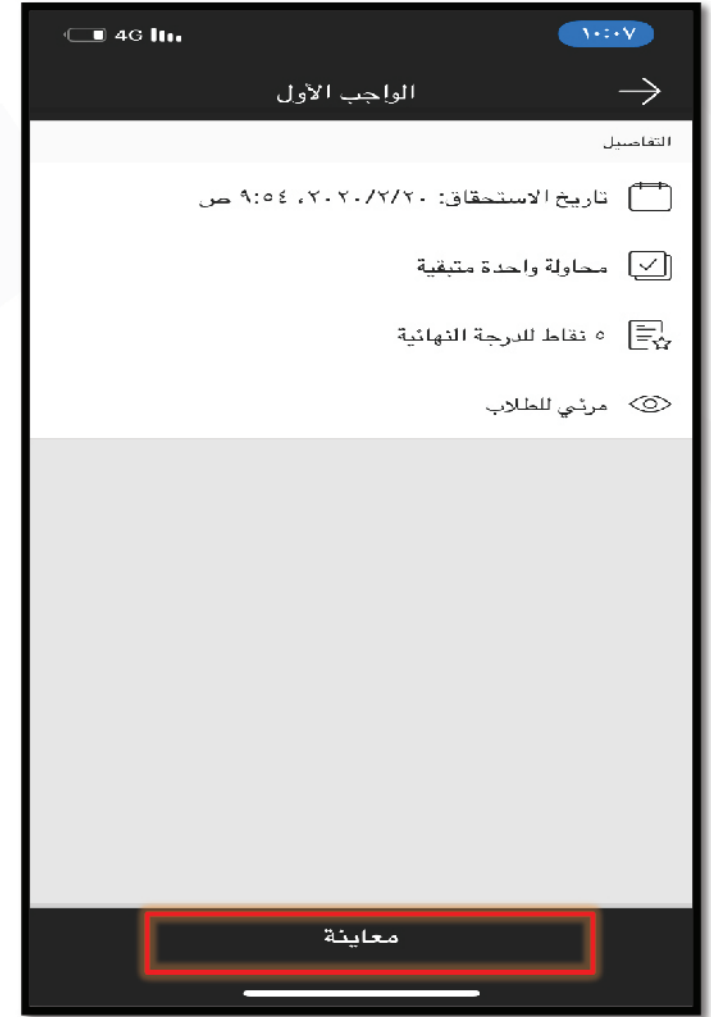 4G ١٠:٠٧
الواجب الأول
التفاصيل
تاريخ الاستحقاق: ٢٠٢٠/٢/٢٠، ٩:٥٤ ص
محاولة واحدة متبقية
٥ نقاط للدرجة النهائية
مرئي للطلاب
معاينة